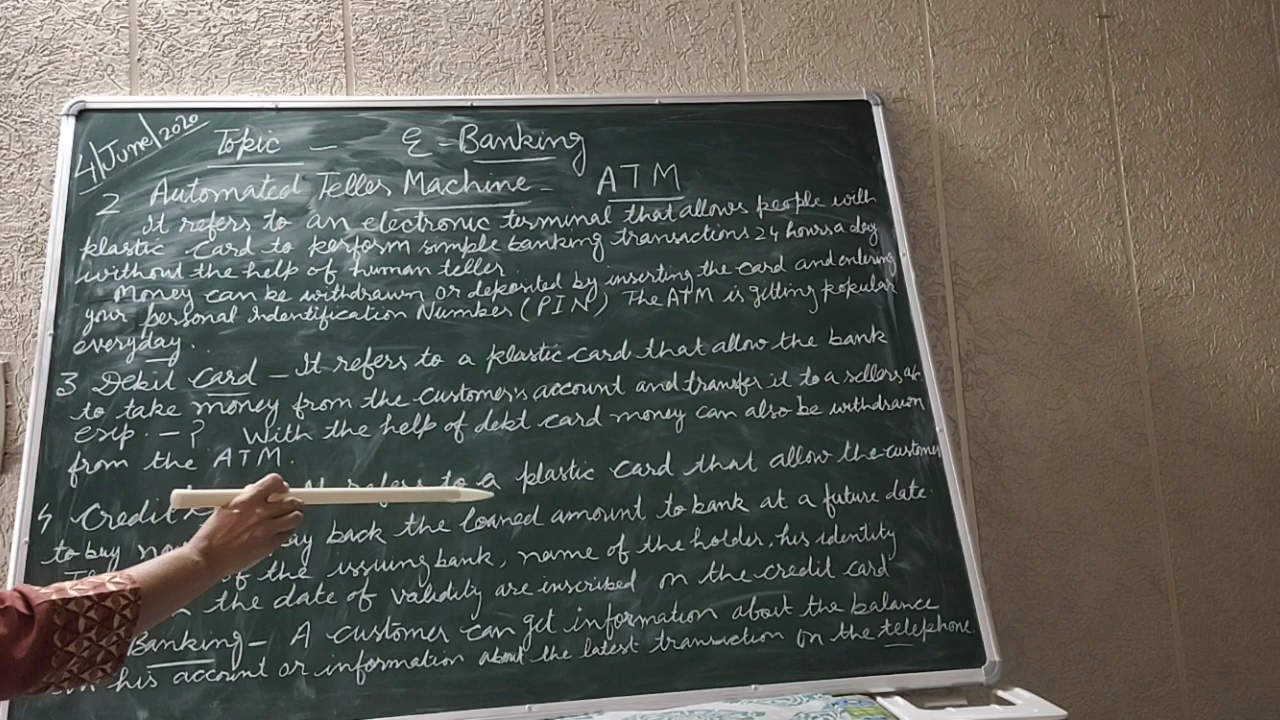 4/June/2020
Topic - E-Banking
2 Automated Teller Machine - ATM
It refers to an electronic terminal that allows people with
plastic card to perform simple banking transactions 24 hours a day
without the help of human teller.
Money can be withdrawn or deposited by inserting the card and entering
your personal Indentification Number (PIN) The ATM is getting popular
everyday.
3 Debit Card - It refers to a plastic card that allow the bank
to take money from the customer's account and transfer it to a sellers a/c
- ? With the help of debt card money can also be withdrawn
from the ATM.
4 Credit refers to a plastic card that allow the customer
to buy back the loaned amount to bank at a future date.
of the issuing bank, name of the holder, his identity
the date of validity are inscribed on the credit card
Banking - A customer can get information about the balance
his account or information about the latest transaction on the telephone.